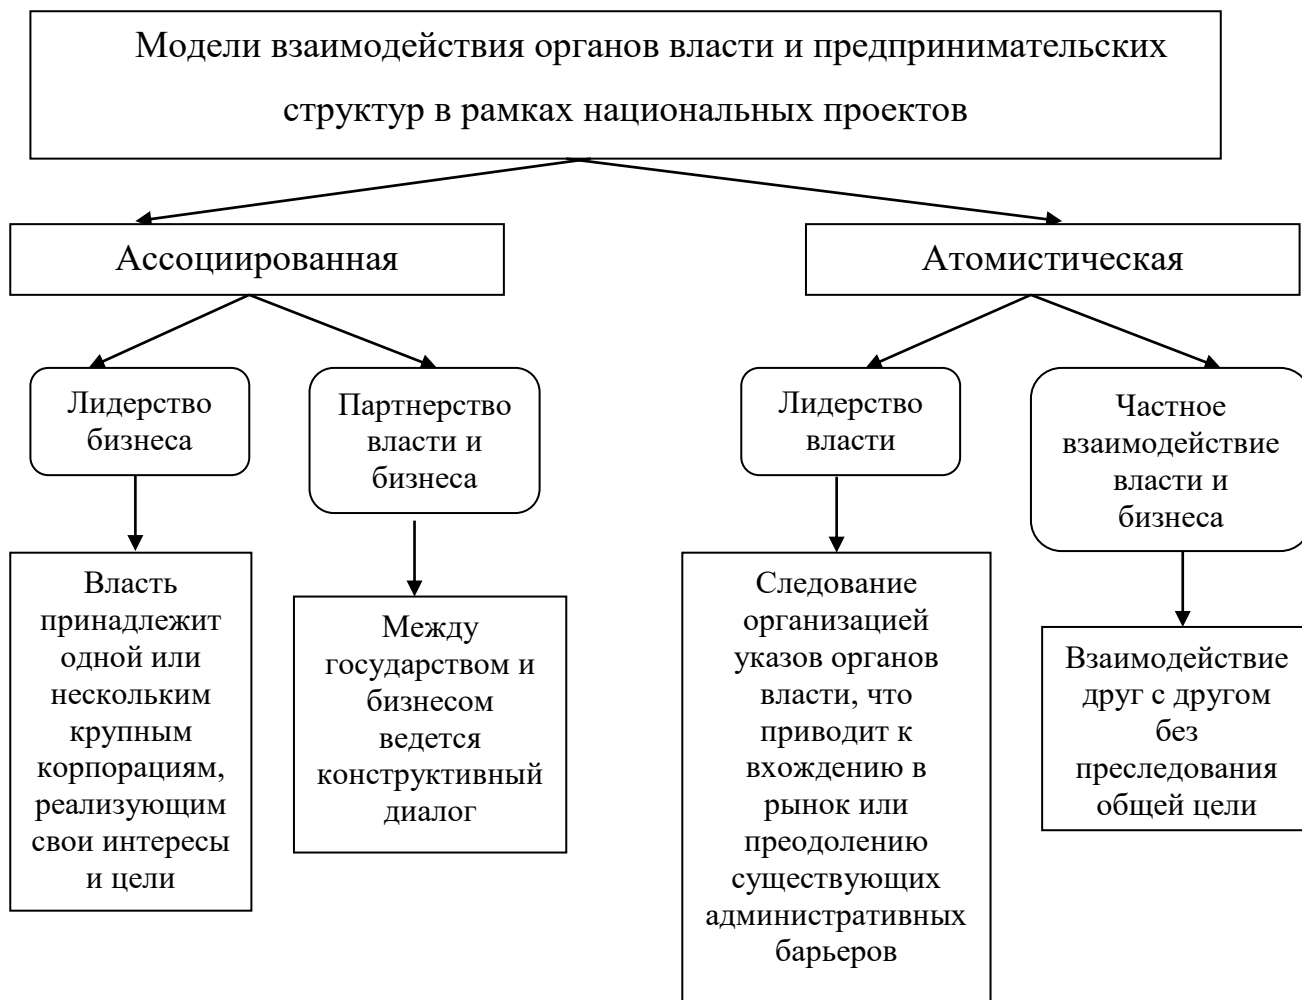 Модели взаимодействия органов власти и предпринимательских
структур в рамках национальных проектов
Ассоциированная
Атомистическая
Лидерство
бизнеса
Партнерство
власти и
бизнеса
Лидерство
власти
Частное
взаимодействие
власти и
бизнеса
Власть
принадлежит
одной или
нескольким
крупным
корпорациям,
реализующим
свои интересы
и цели
Между
государством и
бизнесом
ведется
конструктивный
диалог
Следование
организацией
указов органов
власти, что
приводит к
вхождению в
рынок или
преодолению
существующих
административных
барьеров
Взаимодействие
друг с другом
без
преследования
общей цели